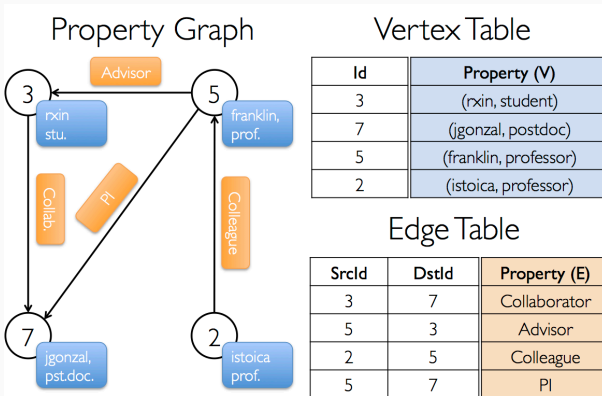 Property Graph
3
Advisor
5
rxin
stu.
franklin,
prof.
Collab.
PI
Colleague
7
jgonzal,
pst.doc.
2
istoica
prof.
Vertex Table
Id Property (V)
3 (rxin, student)
7 (jgonzal, postdoc)
5 (franklin, professor)
2 (istoica, professor)
Edge Table
SrcId DstId Property (E)
3 7 Collaborator
5 3 Advisor
2 5 Colleague
5 7 PI